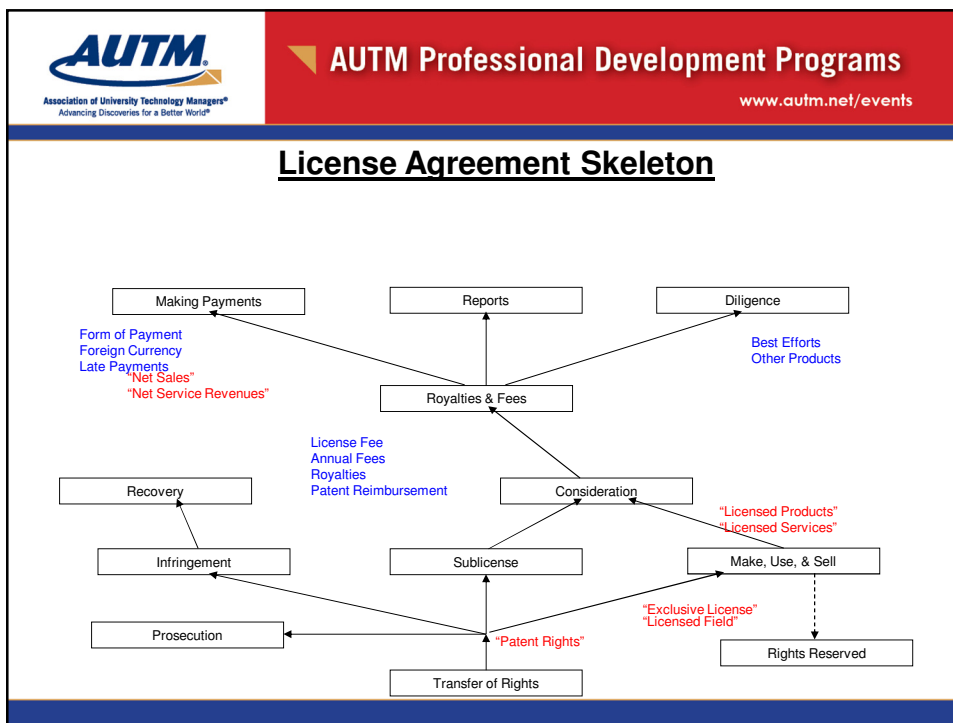 AUTM®
Association of University Technology Managers®
Advancing Discoveries for a Better World®
AUTM Professional Development Programs
www.autm.net/events
License Agreement Skeleton
Making Payments
Reports
Diligence
Form of Payment
Foreign Currency
Late Payments
“Net Sales”
“Net Service Revenues”
Best Efforts
Other Products
Royalties & Fees
License Fee
Annual Fees
Royalties
Patent Reimbursement
Recovery
Consideration
“Licensed Products”
“Licensed Services”
Infringement
Sublicense
Make, Use, & Sell
“Exclusive License”
“Licensed Field”
Prosecution
“Patent Rights”
Rights Reserved
Transfer of Rights